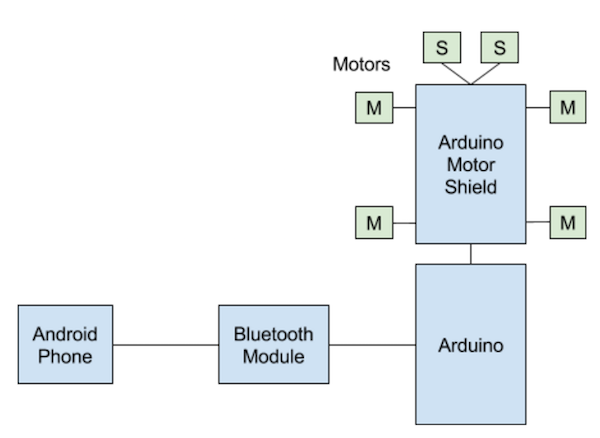 S
S
Motors
M
M
Arduino
Motor
Shield
M
M
Android
Phone
Bluetooth
Module
Arduino